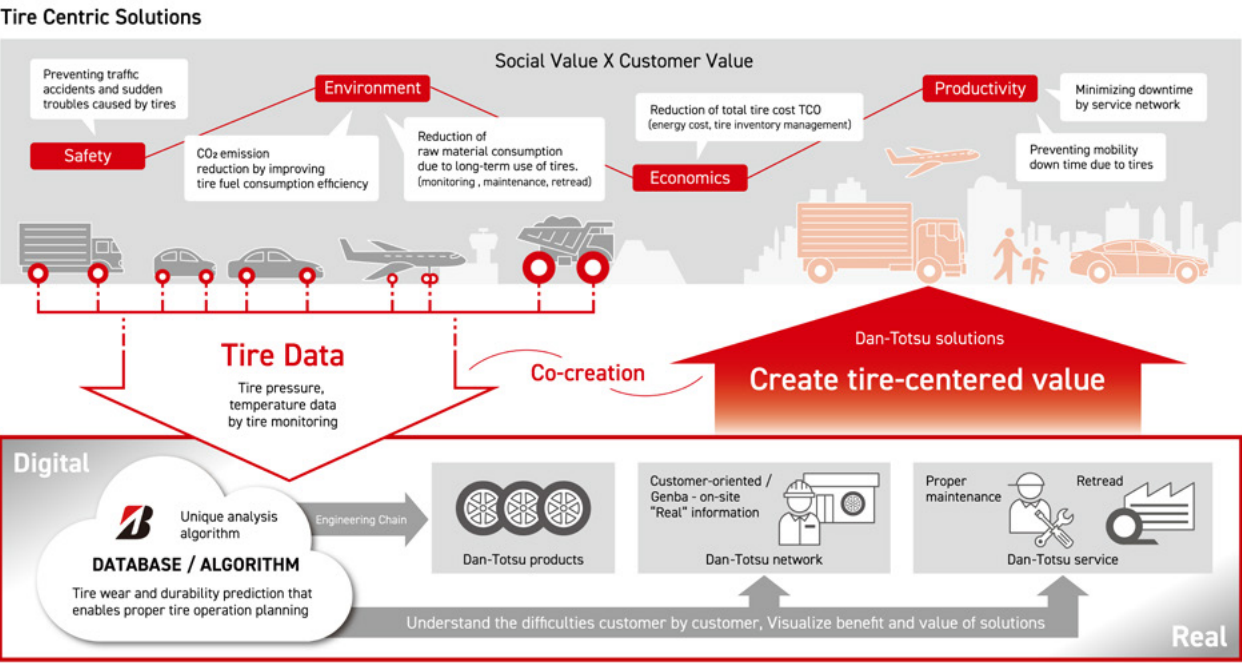 Tire Centric Solutions
Social Value X Customer Value
Preventing traffic
accidents and sudden
troubles caused by tires
Safety
Environment
CO₂ emission
reduction by improving
tire fuel consumption efficiency
Reduction of
raw material consumption
due to long-term use of tires.
(monitoring , maintenance, retread)
Reduction of total tire cost TCO
(energy cost, tire inventory management)
Economics
Productivity
Minimizing downtime
by service network
Preventing mobility
down time due to tires
Tire Data
Tire pressure,
temperature data
by tire monitoring
Co-creation
Dan-Totsu solutions
Create tire-centered value
Digital
Unique analysis
algorithm
DATABASE / ALGORITHM
Tire wear and durability prediction that
enables proper tire operation planning
Engineering Chain
Dan-Totsu products
Customer-oriented /
Genba - on-site
"Real" information
Dan-Totsu network
Proper
maintenance
Retread
Dan-Totsu service
Understand the difficulties customer by customer, Visualize benefit and value of solutions
Real